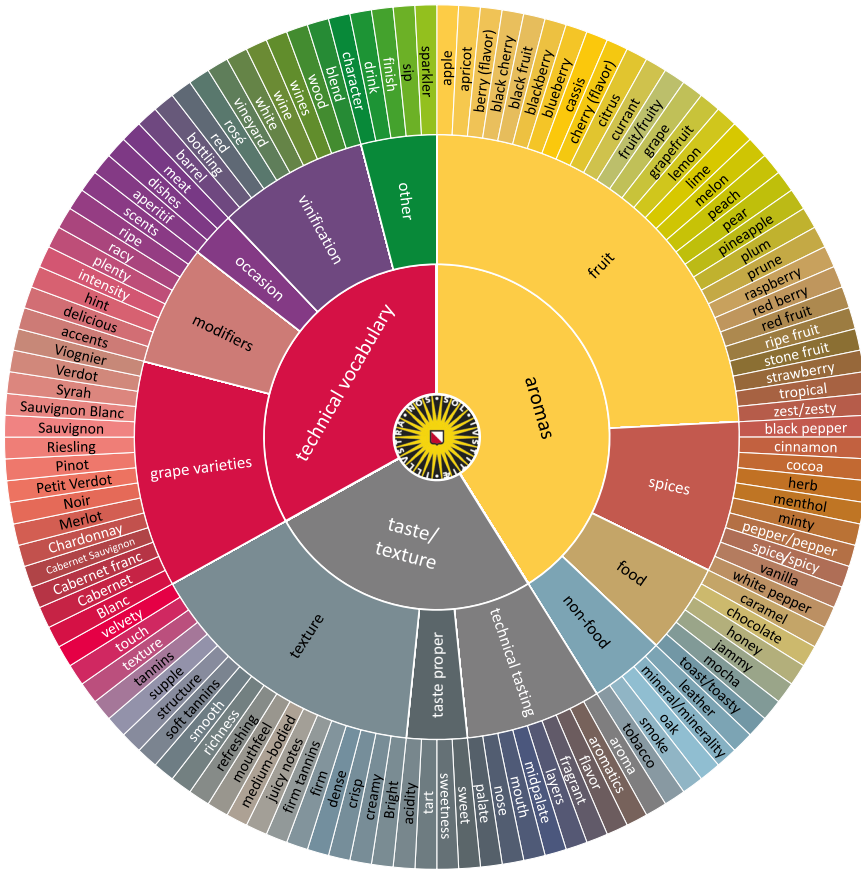 aromas
fruit
apple
apricot
berry (flavor)
black cherry
black fruit
blackberry
blueberry
cassis
cherry (flavor)
citrus
currant
fruit/fruity
grape
grapefruit
lemon
lime
melon
peach
pear
pineapple
plum
prune
raspberry
red berry
red fruit
ripe fruit
stone fruit
strawberry
tropical
zest/zesty
spices
black pepper
cinnamon
cocoa
herb
menthol
minty
pepper/pepper
spice/spicy
vanilla
white pepper
food
caramel
chocolate
honey
jammy
mocha
toast/toasty
non-food
leather
mineral/minerality
oak
smoke
tobacco
taste/
texture
technical tasting
aroma
aromatics
flavor
fragrant
layers
midpalate
mouth
nose
palate
taste proper
sweet
sweetness
tart
texture
acidity
Bright
creamy
crisp
dense
firm
firm tannins
juicy notes
medium-bodied
mouthfeel
refreshing
richness
smooth
soft tannins
structure
supple
tannins
texture
touch
velvety
technical vocabulary
grape varieties
Blanc
Cabernet
Cabernet franc
Cabernet Sauvignon
Chardonnay
Merlot
Noir
Petit Verdot
Pinot
Riesling
Sauvignon
Sauvignon Blanc
Syrah
Verdot
Viognier
modifiers
accents
delicious
hint
intensity
plenty
racy
ripe
scents
occasion
aperitif
dishes
meat
vinification
barrel
bottling
red
rosé
vineyard
white
wine
wines
wood
other
blend
character
drink
finish
sip
sparkler